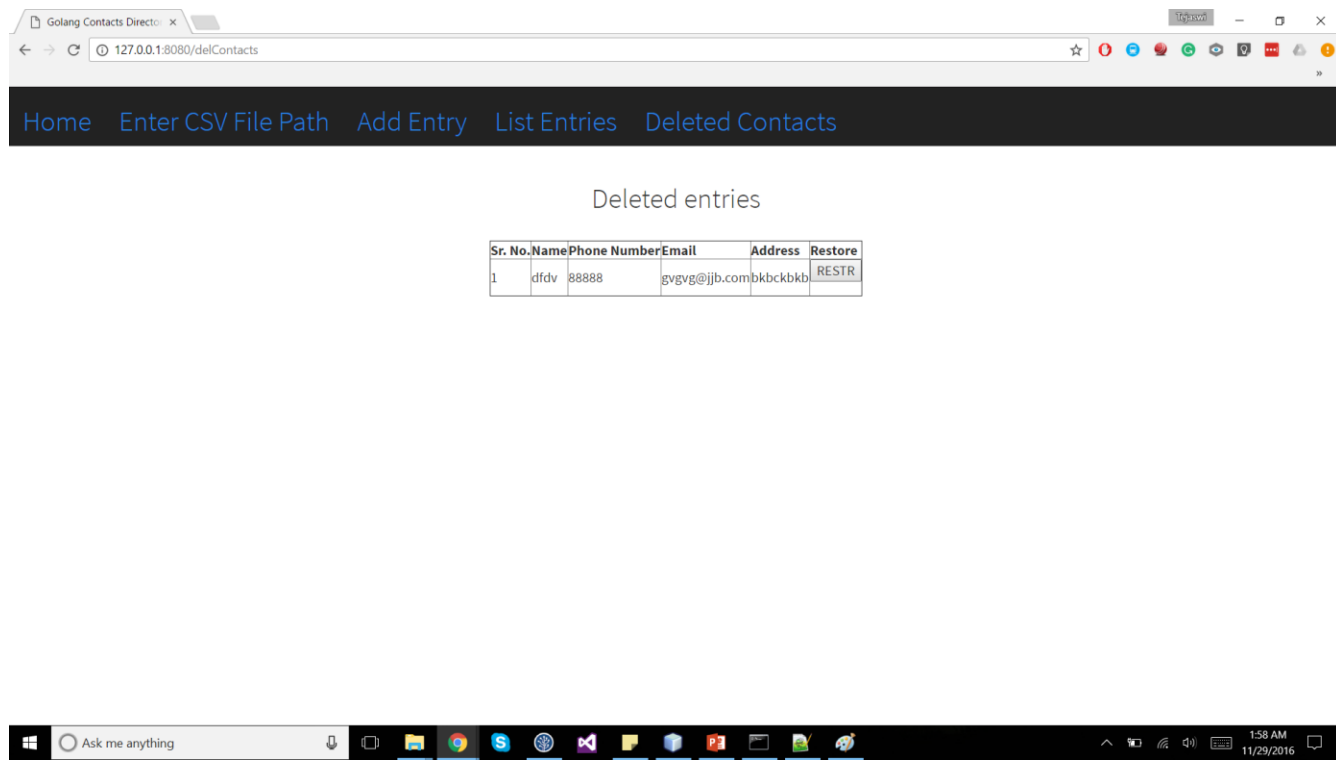 Golang Contacts Director
Trjaswi
127.0.0.1:8080/delContacts
Home Enter CSV File Path Add Entry List Entries Deleted Contacts
Deleted entries
Sr. No. Name Phone Number Email Address Restore
1 dfdv 88888 gvgvg@jjb.com bkbckbkb RESTR
Ask me anything
1:58 AM
11/29/2016